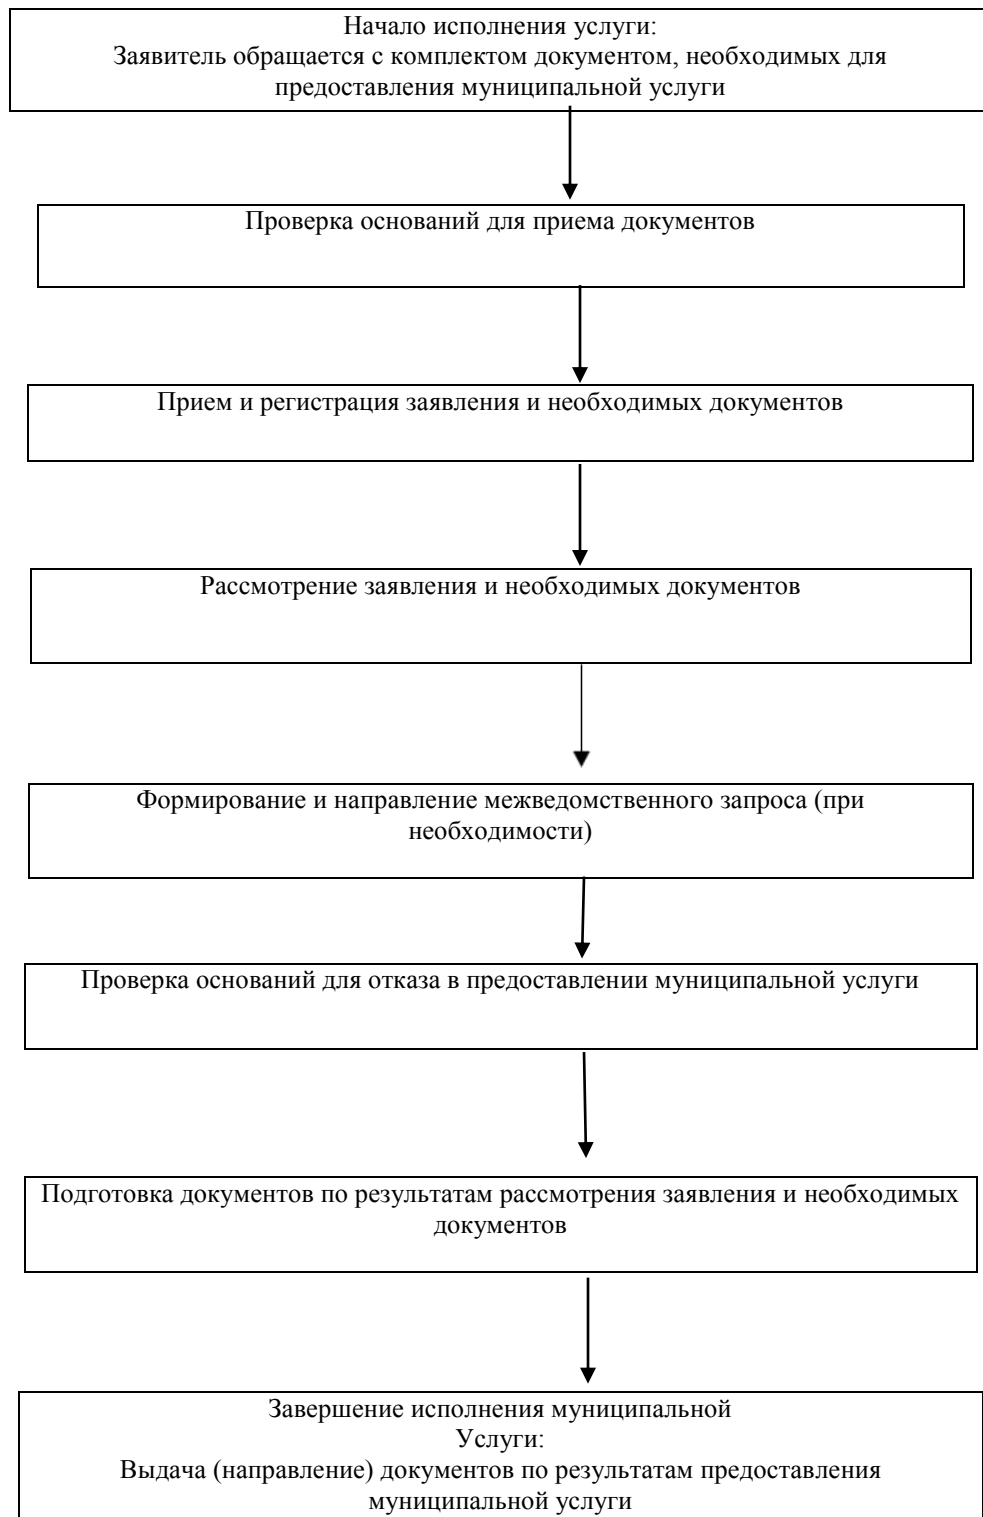 Начало исполнения услуги:
Заявитель обращается с комплектом документом, необходимых для
предоставления муниципальной услуги
Проверка оснований для приема документов
Прием и регистрация заявления и необходимых документов
Рассмотрение заявления и необходимых документов
Формирование и направление межведомственного запроса (при
необходимости)
Проверка оснований для отказа в предоставлении муниципальной услуги
Подготовка документов по результатам рассмотрения заявления и необходимых
документов
Завершение исполнения муниципальной
Услуги:
Выдача (направление) документов по результатам предоставления
муниципальной услуги